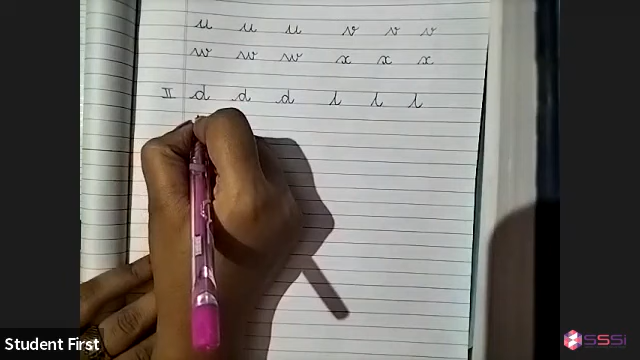 u u u v v v
w w w x x x
II d d d l l l
Student First
SSSi